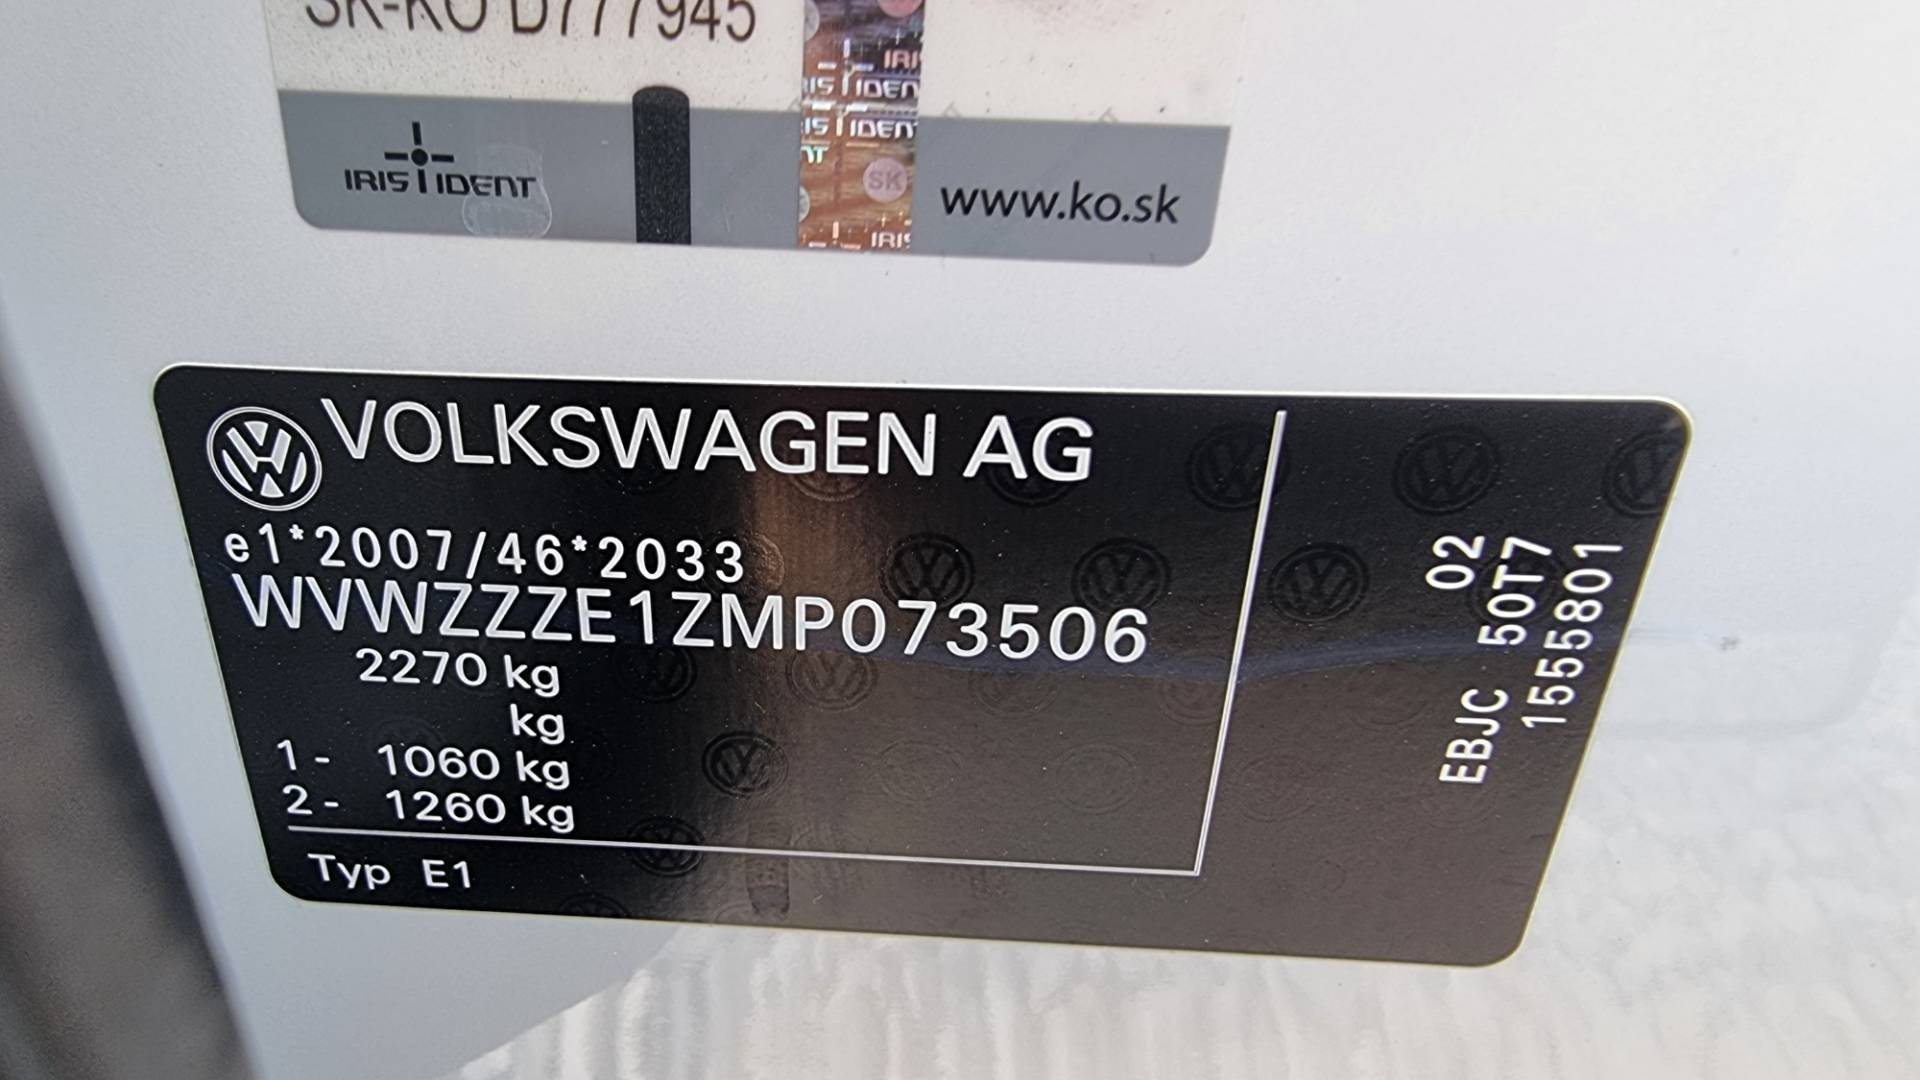 SK-KO D777945
IRIS IDENT
www.ko.sk
VOLKSWAGEN AG
e1*2007/46*2033
WVWZZZE1ZMP073506
2270 kg
kg
1- 1060 kg
2- 1260 kg
Typ E1
EBJC 02
50T7
1555801